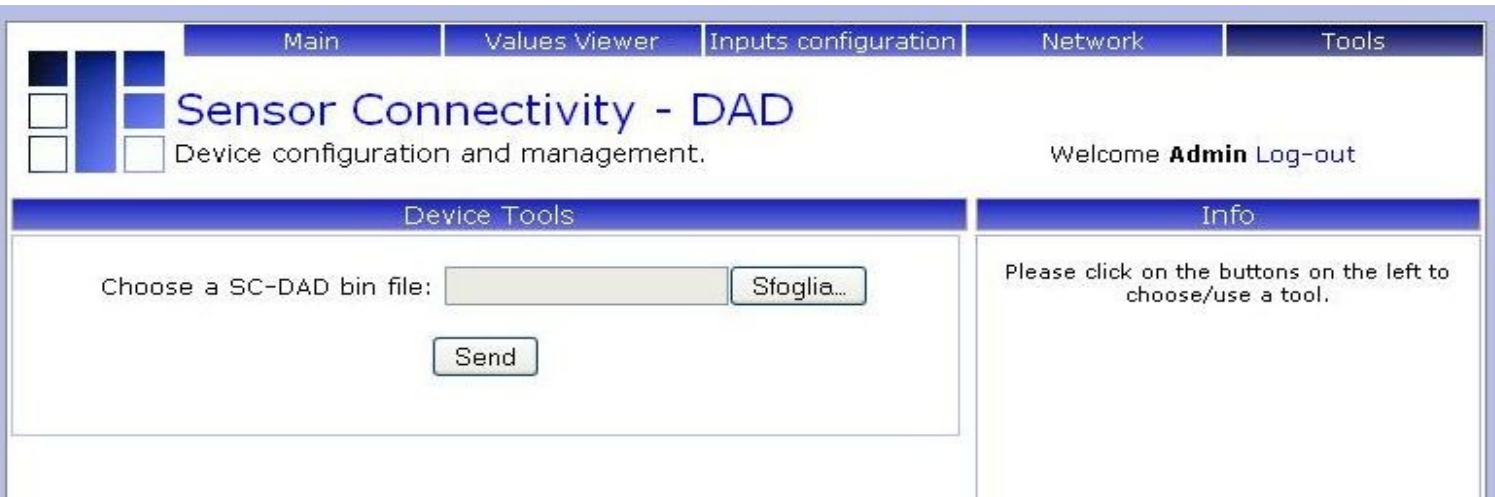 Main Values Viewer Inputs configuration Network Tools
Sensor Connectivity - DAD
Device configuration and management.
Welcome Admin Log-out
Device Tools
Choose a SC-DAD bin file: Sfoglia...
Send
Info
Please click on the buttons on the left to
choose/use a tool.